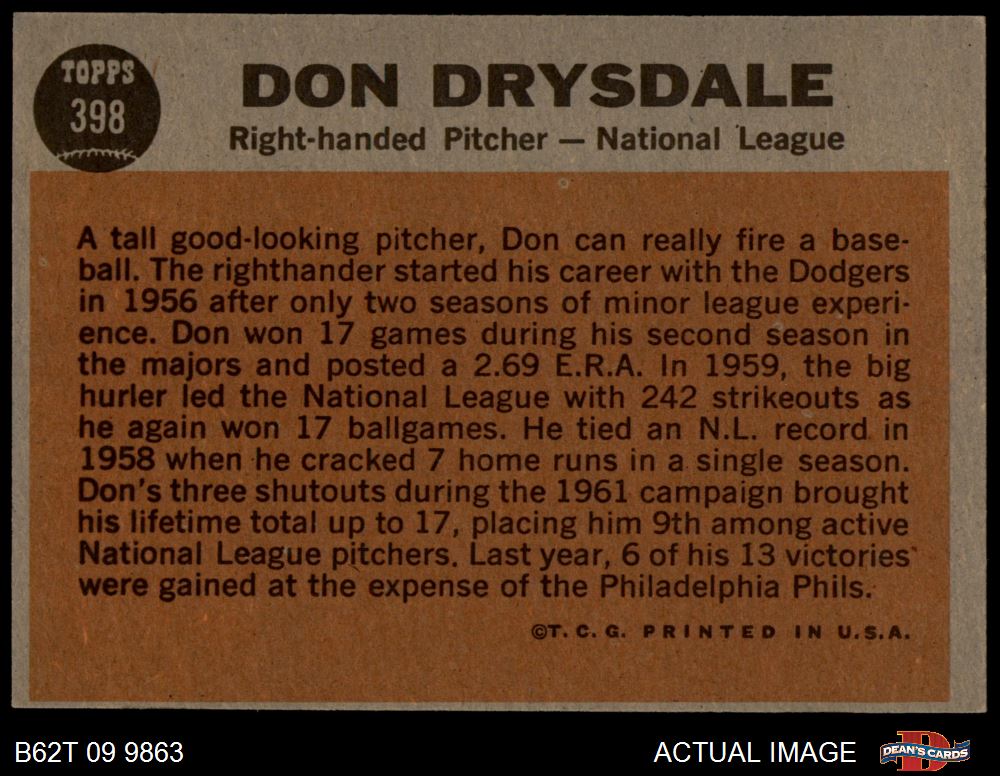 TOPPS
398
DON DRYSDALE
Right-handed Pitcher — National League
A tall good-looking pitcher, Don can really fire a base-
ball. The righthander started his career with the Dodgers
in 1956 after only two seasons of minor league experi-
ence. Don won 17 games during his second season in
the majors and posted a 2.69 E.R.A. In 1959, the big
hurler led the National League with 242 strikeouts as
he again won 17 ballgames. He tied an N.L. record in
1958 when he cracked 7 home runs in a single season.
Don's three shutouts during the 1961 campaign brought
his lifetime total up to 17, placing him 9th among active
National League pitchers. Last year, 6 of his 13 victories
were gained at the expense of the Philadelphia Phils.
©T. C. G. PRINTED IN U.S.A.
B62T 09 9863
ACTUAL IMAGE
D
DEAN'S CARDS